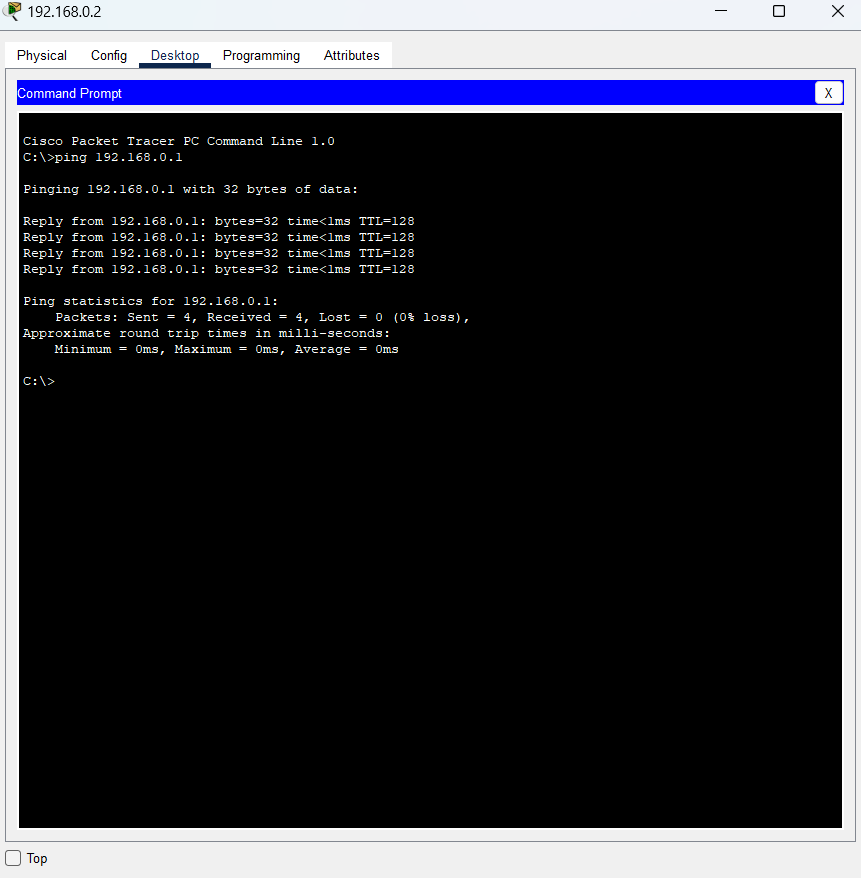 192.168.0.2
Physical Config Desktop Programming Attributes
Command Prompt X
Cisco Packet Tracer PC Command Line 1.0
C:\>ping 192.168.0.1
Pinging 192.168.0.1 with 32 bytes of data:
Reply from 192.168.0.1: bytes=32 time<1ms TTL=128
Reply from 192.168.0.1: bytes=32 time<1ms TTL=128
Reply from 192.168.0.1: bytes=32 time<1ms TTL=128
Reply from 192.168.0.1: bytes=32 time<1ms TTL=128
Ping statistics for 192.168.0.1:
    Packets: Sent = 4, Received = 4, Lost = 0 (0% loss),
Approximate round trip times in milli-seconds:
    Minimum = 0ms, Maximum = 0ms, Average = 0ms
C:\>
Top